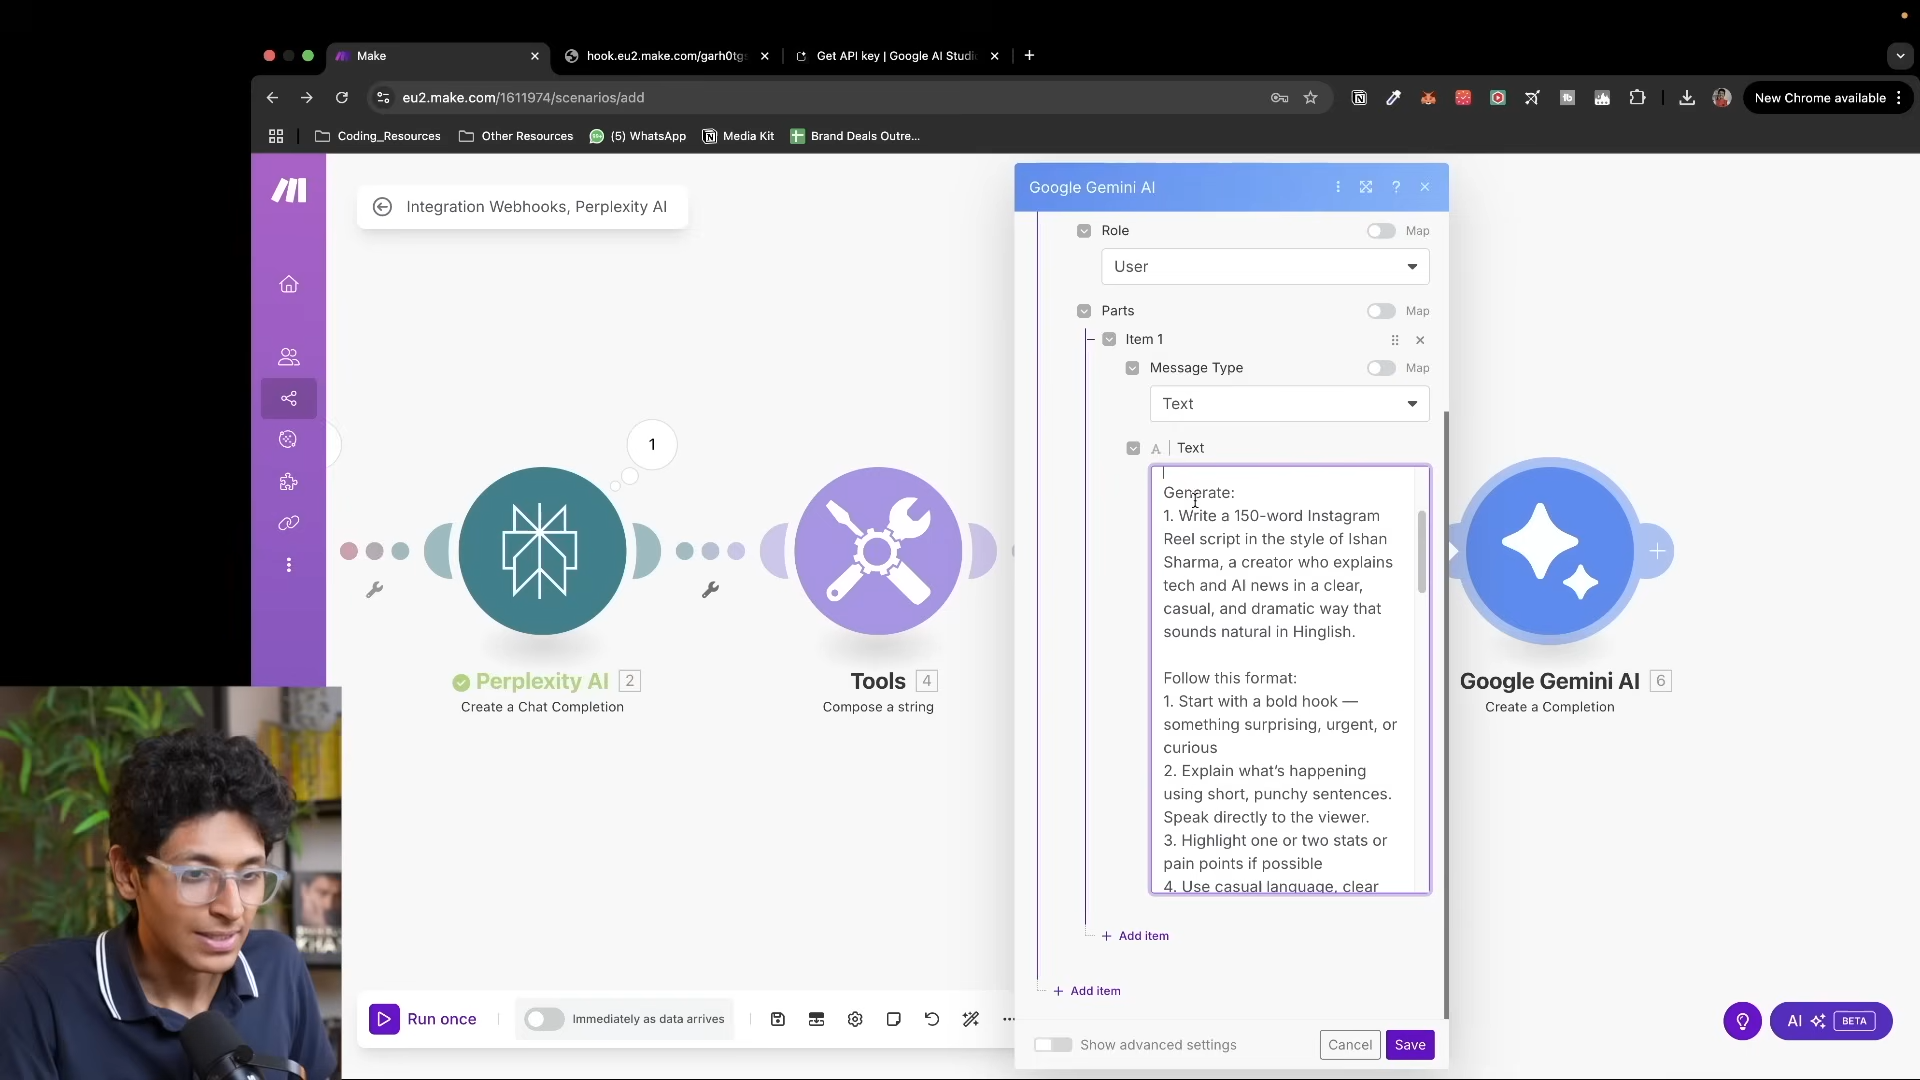 Make
hook.eu2.make.com/garh0tg
Get API key | Google AI Studi
eu2.make.com/1611974/scenarios/add
New Chrome available
Coding_Resources
Other Resources
(5) WhatsApp
Media Kit
Brand Deals Outre...
Integration Webhooks, Perplexity AI
Google Gemini AI
Role
Map
User
Parts
Map
Item 1
Message Type
Map
Text
A
Text
Generate:
1. Write a 150-word Instagram
Reel script in the style of Ishan
Sharma, a creator who explains
tech and AI news in a clear,
casual, and dramatic way that
sounds natural in Hinglish.
Follow this format:
1. Start with a bold hook —
something surprising, urgent, or
curious
2. Explain what’s happening
using short, punchy sentences.
Speak directly to the viewer.
3. Highlight one or two stats or
pain points if possible
4. Use casual language, clear
+ Add item
+ Add item
Show advanced settings
Cancel
Save
1
Perplexity AI 2
Create a Chat Completion
Tools 4
Compose a string
Google Gemini AI 6
Create a Completion
Run once
Immediately as data arrives
AI
BETA